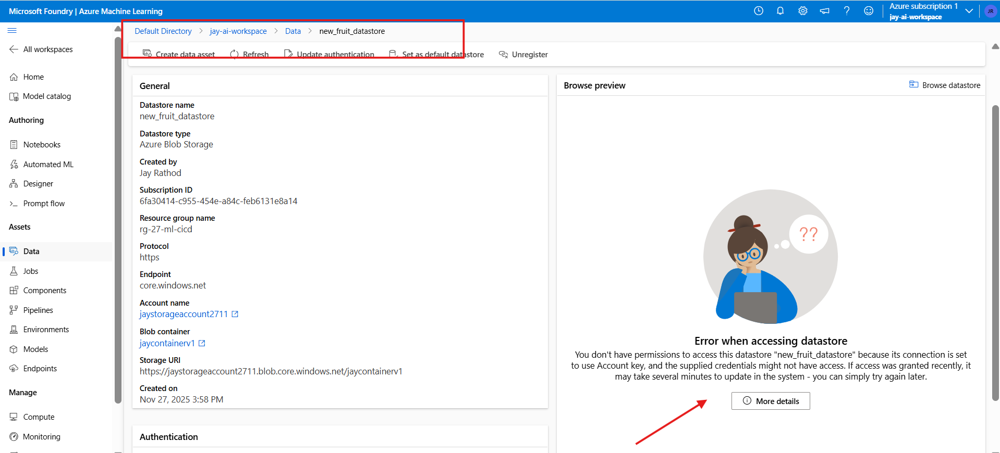 Microsoft Foundry | Azure Machine Learning
Azure subscription 1
jay-ai-workspace
JR
Default Directory > jay-ai-workspace > Data > new_fruit_datastore
All workspaces
Create data asset Refresh Update authentication Set as default datastore Unregister
Home
Model catalog
Authoring
Notebooks
Automated ML
Designer
Prompt flow
Assets
Data
Jobs
Components
Pipelines
Environments
Models
Endpoints
Manage
Compute
Monitoring
General
Datastore name
new_fruit_datastore
Datastore type
Azure Blob Storage
Created by
Jay Rathod
Subscription ID
6fa30414-c955-454e-a84c-feb6131e8a14
Resource group name
rg-27-ml-cicd
Protocol
https
Endpoint
core.windows.net
Account name
jaystorageaccount2711
Blob container
jaycontainerv1
Storage URI
https://jaystorageaccount2711.blob.core.windows.net/jaycontainerv1
Created on
Nov 27, 2025 3:58 PM
Authentication
Browse preview
Browse datastore
??
Error when accessing datastore
You don't have permissions to access this datastore "new_fruit_datastore" because its connection is set
to use Account key, and the supplied credentials might not have access. If access was granted recently, it
may take several minutes to update in the system - you can simply try again later.
More details